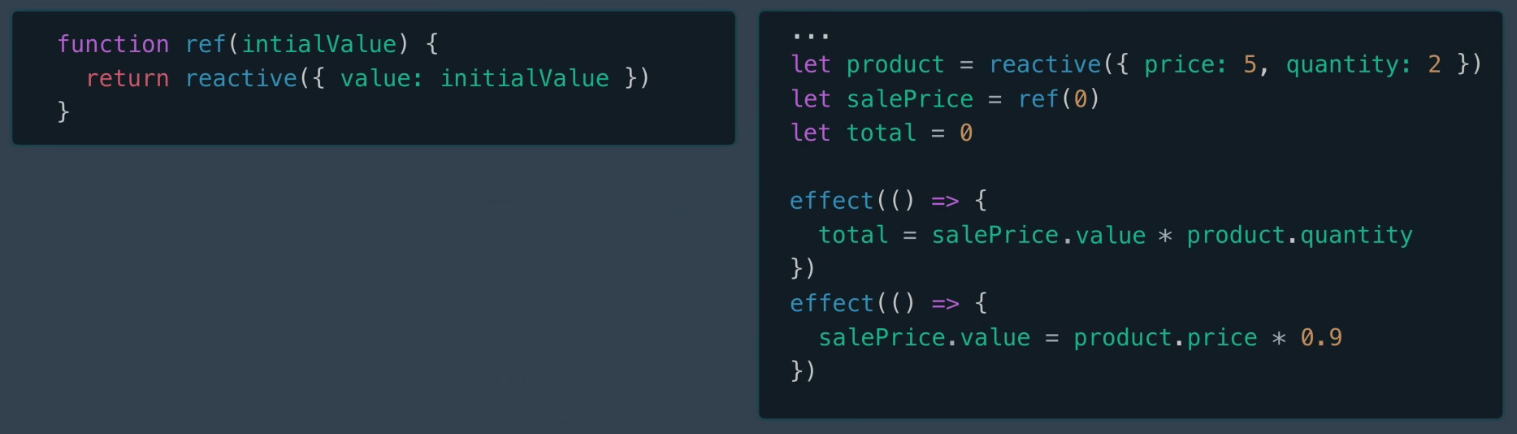 function ref(intialValue) {
  return reactive({ value: initialValue })
}
...
let product = reactive({ price: 5, quantity: 2 })
let salePrice = ref(0)
let total = 0
effect(() => {
  total = salePrice.value * product.quantity
})
effect(() => {
  salePrice.value = product.price * 0.9
})